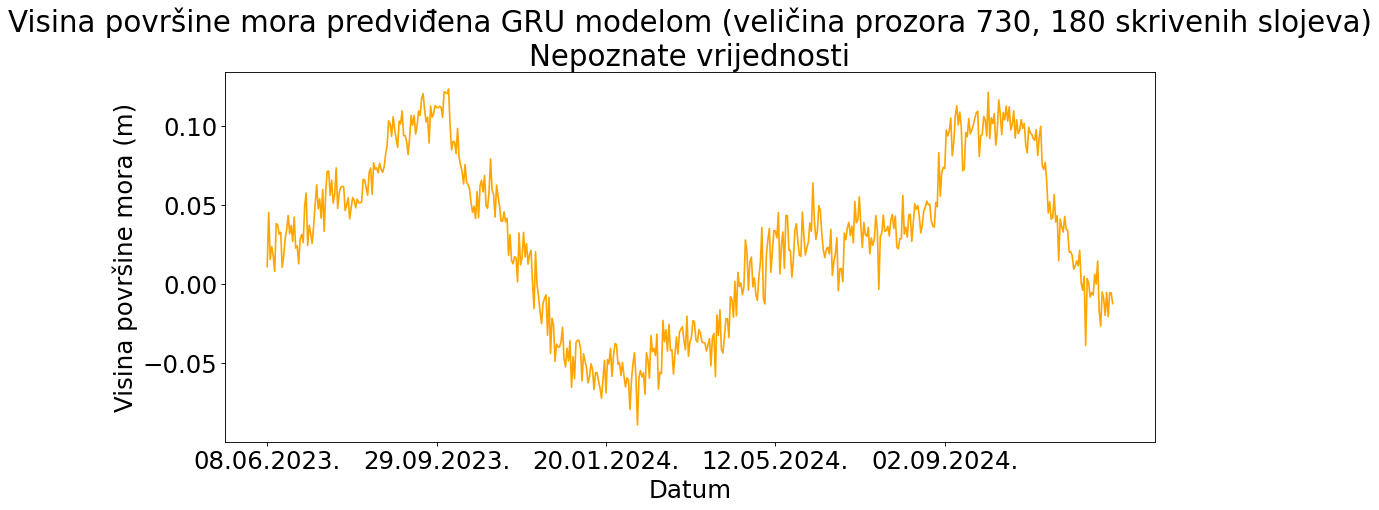 Visina površine mora predviđena GRU modelom (veličina prozora 730, 180 skrivenih slojeva)
Nepoznate vrijednosti
Visina površine mora (m)
0.10
0.05
0.00
−0.05
08.06.2023. 29.09.2023. 20.01.2024. 12.05.2024. 02.09.2024.
Datum